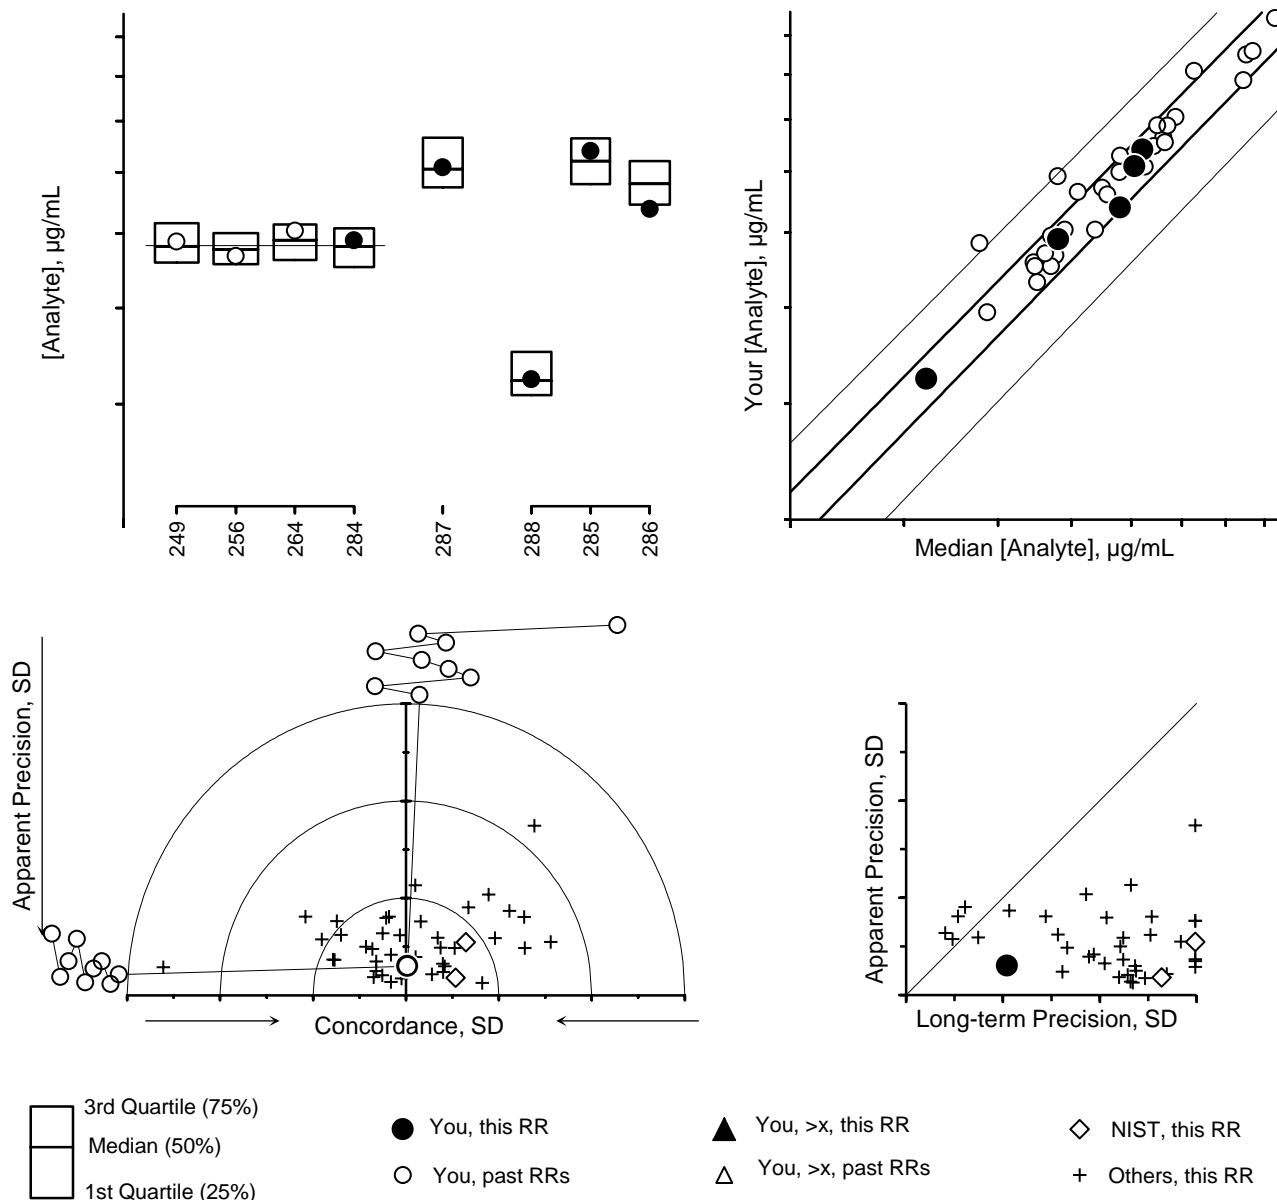 [Analyte], µg/mL
249
256
264
284
287
288
285
286
Your [Analyte], µg/mL
Median [Analyte], µg/mL
Apparent Precision, SD
Concordance, SD
Apparent Precision, SD
Long-term Precision, SD
3rd Quartile (75%)
Median (50%)
1st Quartile (25%)
You, this RR
You, past RRs
You, >x, this RR
You, >x, past RRs
NIST, this RR
Others, this RR